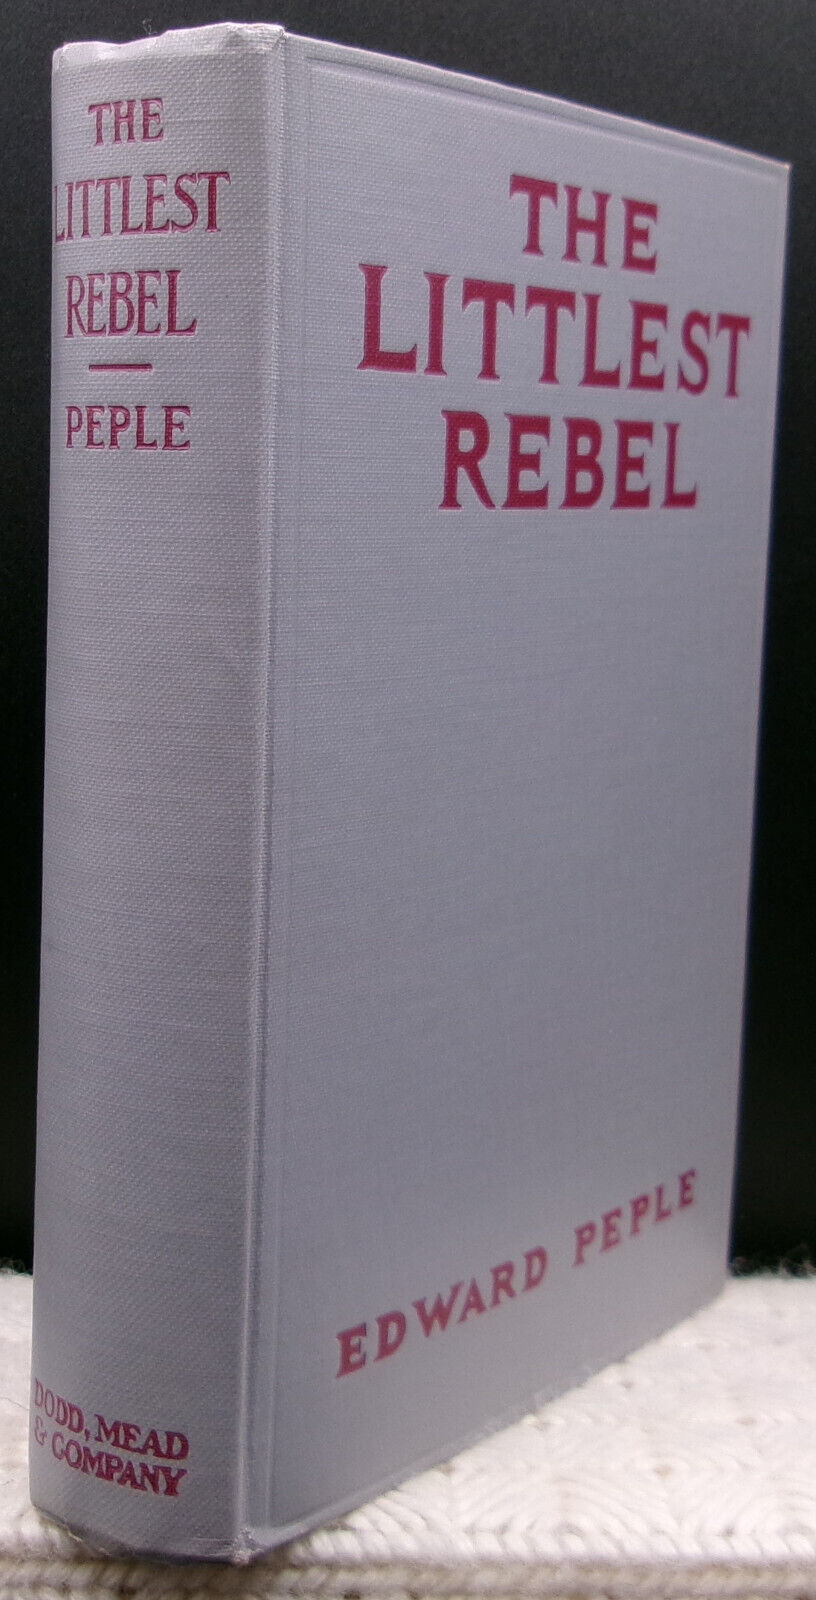 THE
LITTLEST
REBEL
PEPLE
DODD, MEAD
& COMPANY
THE
LITTLEST
REBEL
EDWARD PEPLE